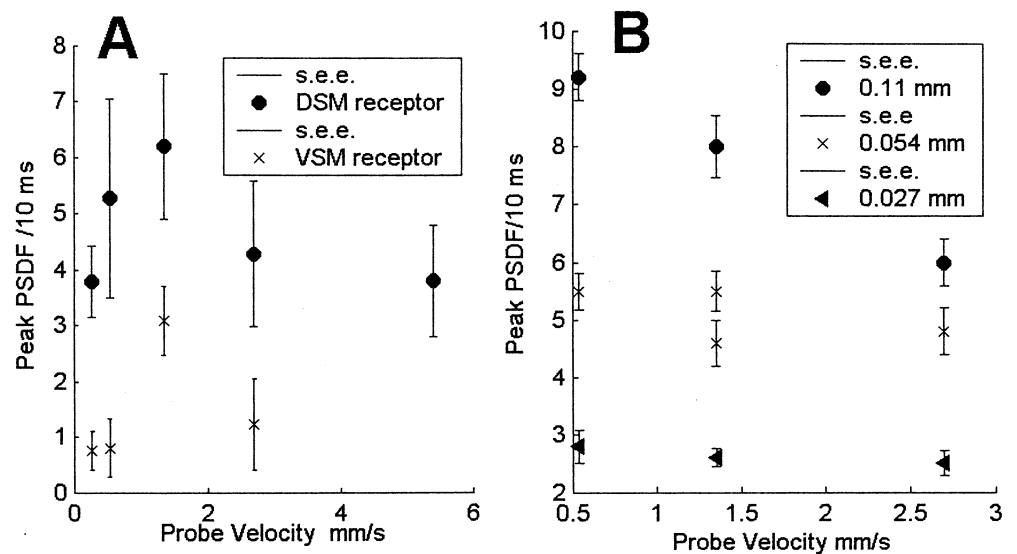 A
8
7
6
5
4
3
2
1
0
0
2
4
6
Peak PSDF /10 ms
Probe Velocity mm/s
s.e.e.
DSM receptor
s.e.e.
VSM receptor
B
10
9
8
7
6
5
4
3
2
0.5
1
1.5
2
2.5
3
Peak PSDF/10 ms
Probe Velocity mm/s
s.e.e.
0.11 mm
s.e.e
0.054 mm
s.e.e.
0.027 mm